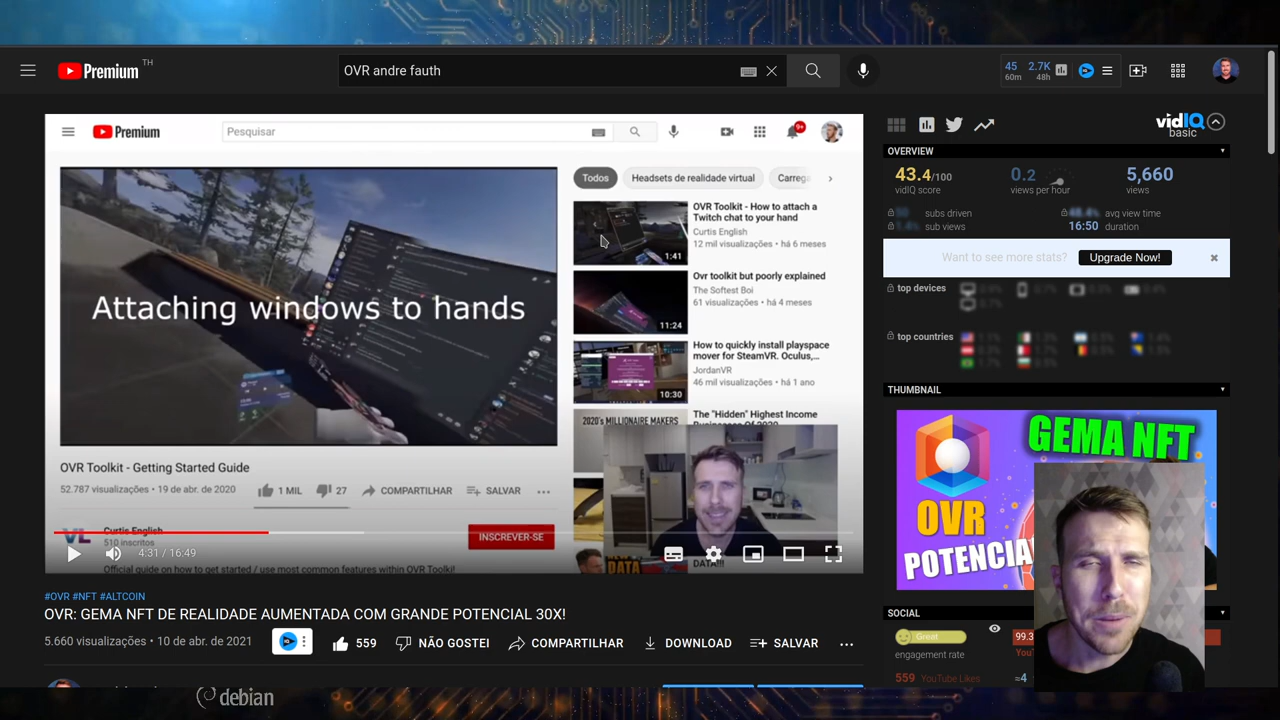 Premium TH
OVR andre fauth
45 2.7K
60m 48h
Premium
Pesquisar
9+
Attaching windows to hands
OVR Toolkit - Getting Started Guide
52.787 visualizações • 19 de abr. de 2020
1 MIL 27 COMPARTILHAR SALVAR
Curtis English
510 inscritos
INSCREVER-SE
Official guide on how to get started / use most common features within OVR Toolki!
Todos Headsets de realidade virtual Carrega
OVR Toolkit - How to attach a
Twitch chat to your hand
Curtis English
12 mil visualizações • há 6 meses
1:41
Ovr toolkit but poorly explained
The Softest Boi
61 visualizações • há 4 meses
11:24
How to quickly install playspace
mover for SteamVR. Oculus,...
JordanVR
46 mil visualizações • há 1 ano
10:30
2020's MILLIONAIRE MAKERS
The "Hidden" Highest Income
Businesses Of 2020
DATA
DATA!!!
4:31 / 16:49
#OVR #NFT #ALTCOIN
OVR: GEMA NFT DE REALIDADE AUMENTADA COM GRANDE POTENCIAL 30X!
5.660 visualizações • 10 de abr. de 2021
559 NÃO GOSTEI COMPARTILHAR DOWNLOAD SALVAR
debian
vidIQ
basic
OVERVIEW
43.4/100 0.2 5,660
vidIQ score views per hour views
subs driven avg view time
sub views 16:50 duration
Want to see more stats? Upgrade Now!
top devices
top countries
THUMBNAIL
GEMA NFT
OVR
POTENCIA
SOCIAL
Great 99.3
engagement rate You
559 YouTube Likes ≈4